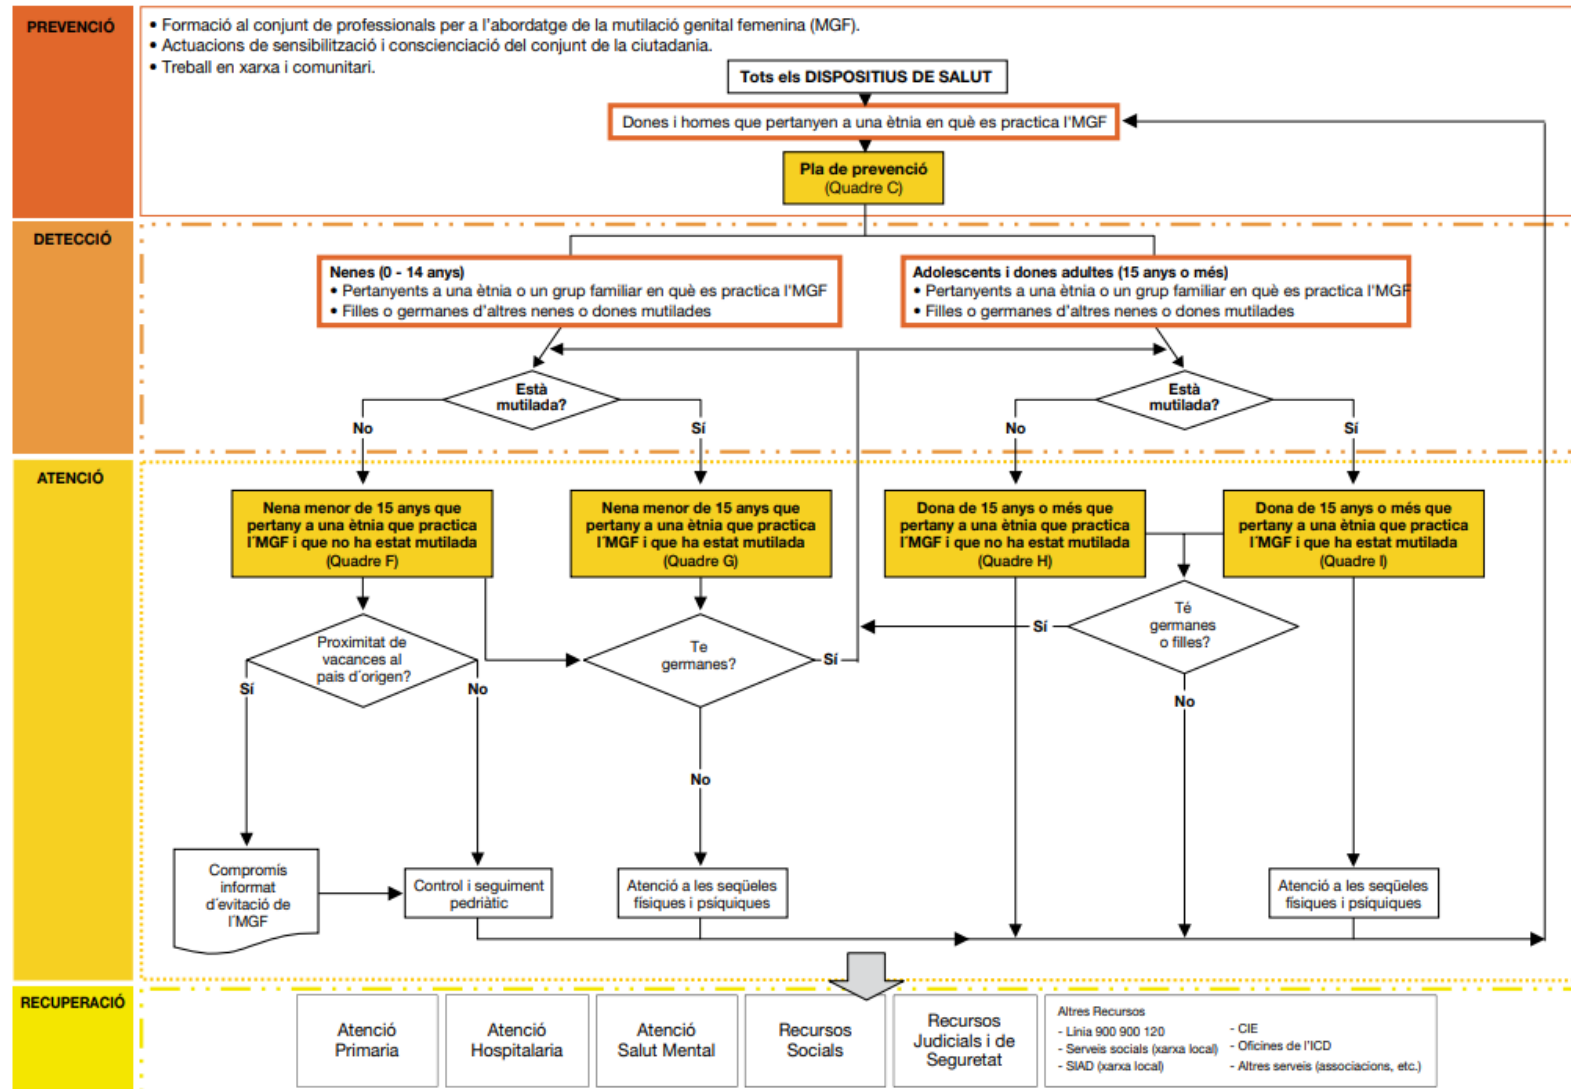 PREVENCIÓ
• Formació al conjunt de professionals per a l'abordatge de la mutilació genital femenina (MGF).
• Actuacions de sensibilització i conscienciació del conjunt de la ciutadania.
• Treball en xarxa i comunitari.
Tots els DISPOSITIUS DE SALUT
Dones i homes que pertanyen a una ètnia en què es practica l'MGF
Pla de prevenció
(Quadre C)
DETECCIÓ
Nenes (0 - 14 anys)
• Pertanyents a una ètnia o un grup familiar en què es practica l'MGF
• Filles o germanes d'altres nenes o dones mutilades
Adolescents i dones adultes (15 anys o més)
• Pertanyents a una ètnia o un grup familiar en què es practica l'MGF
• Filles o germanes d'altres nenes o dones mutilades
Està
mutilada?
No
Sí
Està
mutilada?
No
Sí
ATENCIÓ
Nena menor de 15 anys que
pertany a una ètnia que practica
l´MGF i que no ha estat mutilada
(Quadre F)
Nena menor de 15 anys que
pertany a una ètnia que practica
l´MGF i que ha estat mutilada
(Quadre G)
Dona de 15 anys o més que
pertany a una ètnia que practica
l´MGF i que no ha estat mutilada
(Quadre H)
Dona de 15 anys o més que
pertany a una ètnia que practica
l´MGF i que ha estat mutilada
(Quadre I)
Proximitat de
vacances al
pais d´origen?
Sí
No
Te
germanes?
Sí
No
Té
germanes
o filles?
Sí
No
Compromís
informat
d´evitació de
l´MGF
Control i seguiment
pedriàtic
Atenció a les seqüeles
físiques i psíquiques
Atenció a les seqüeles
físiques i psíquiques
RECUPERACIÓ
Atenció
Primaria
Atenció
Hospitalaria
Atenció
Salut Mental
Recursos
Socials
Recursos
Judicials i de
Seguretat
Altres Recursos
- Línia 900 900 120
- Serveis socials (xarxa local)
- SIAD (xarxa local)
- CIE
- Oficines de l'ICD
- Altres serveis (associacions, etc.)